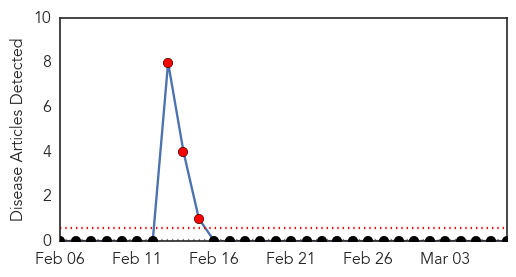 Disease Articles Detected
10
8
6
4
2
0
Feb 06
Feb 11
Feb 16
Feb 21
Feb 26
Mar 03